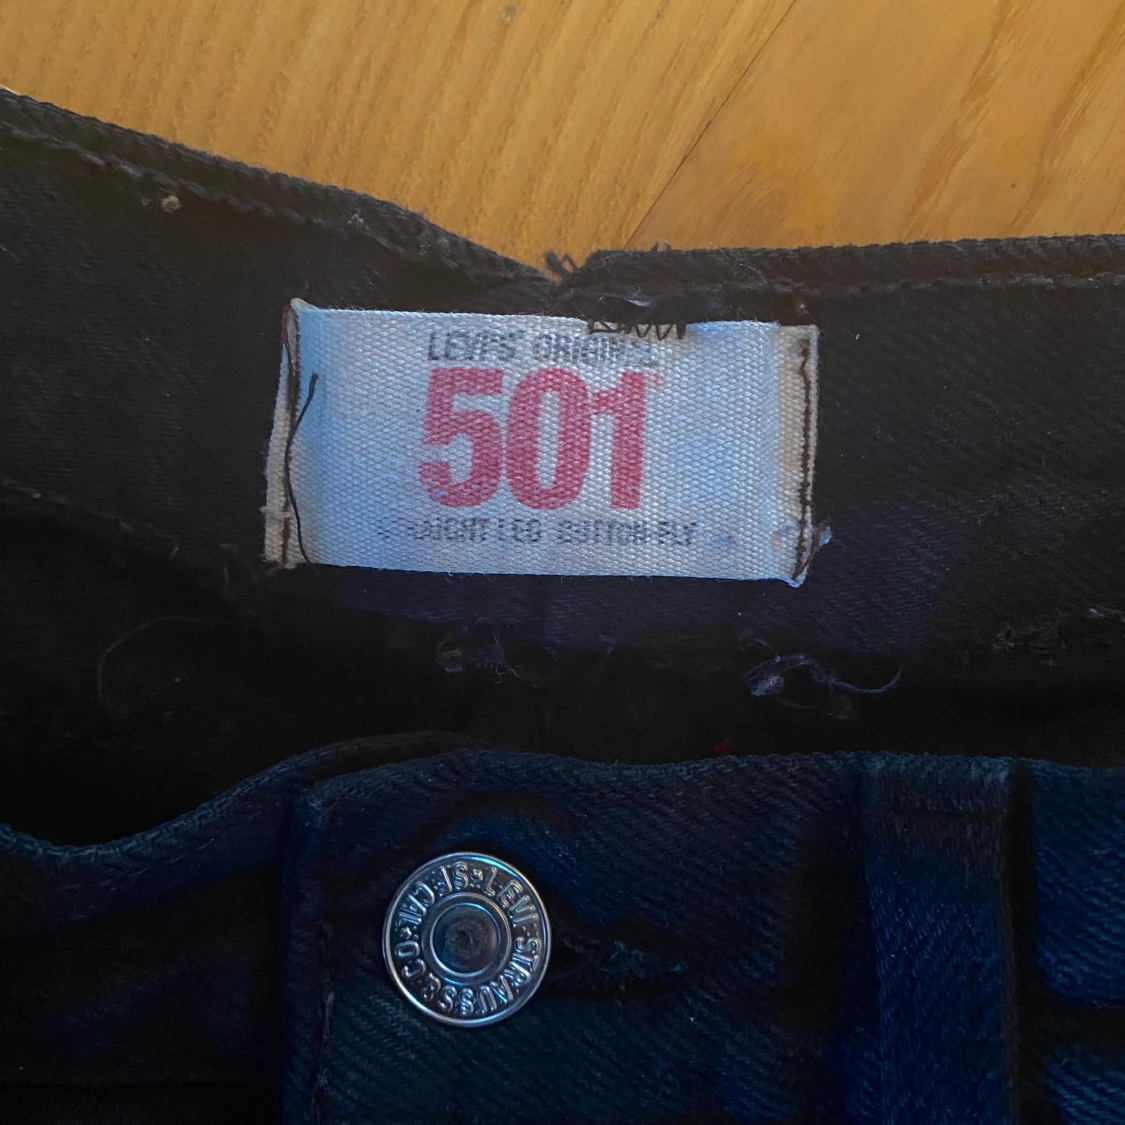 LEVI'S® ORIGINAL
501
STRAIGHT LEG BUTTON FLY
LEVI STRAUSS & CO. S.F. CAL.